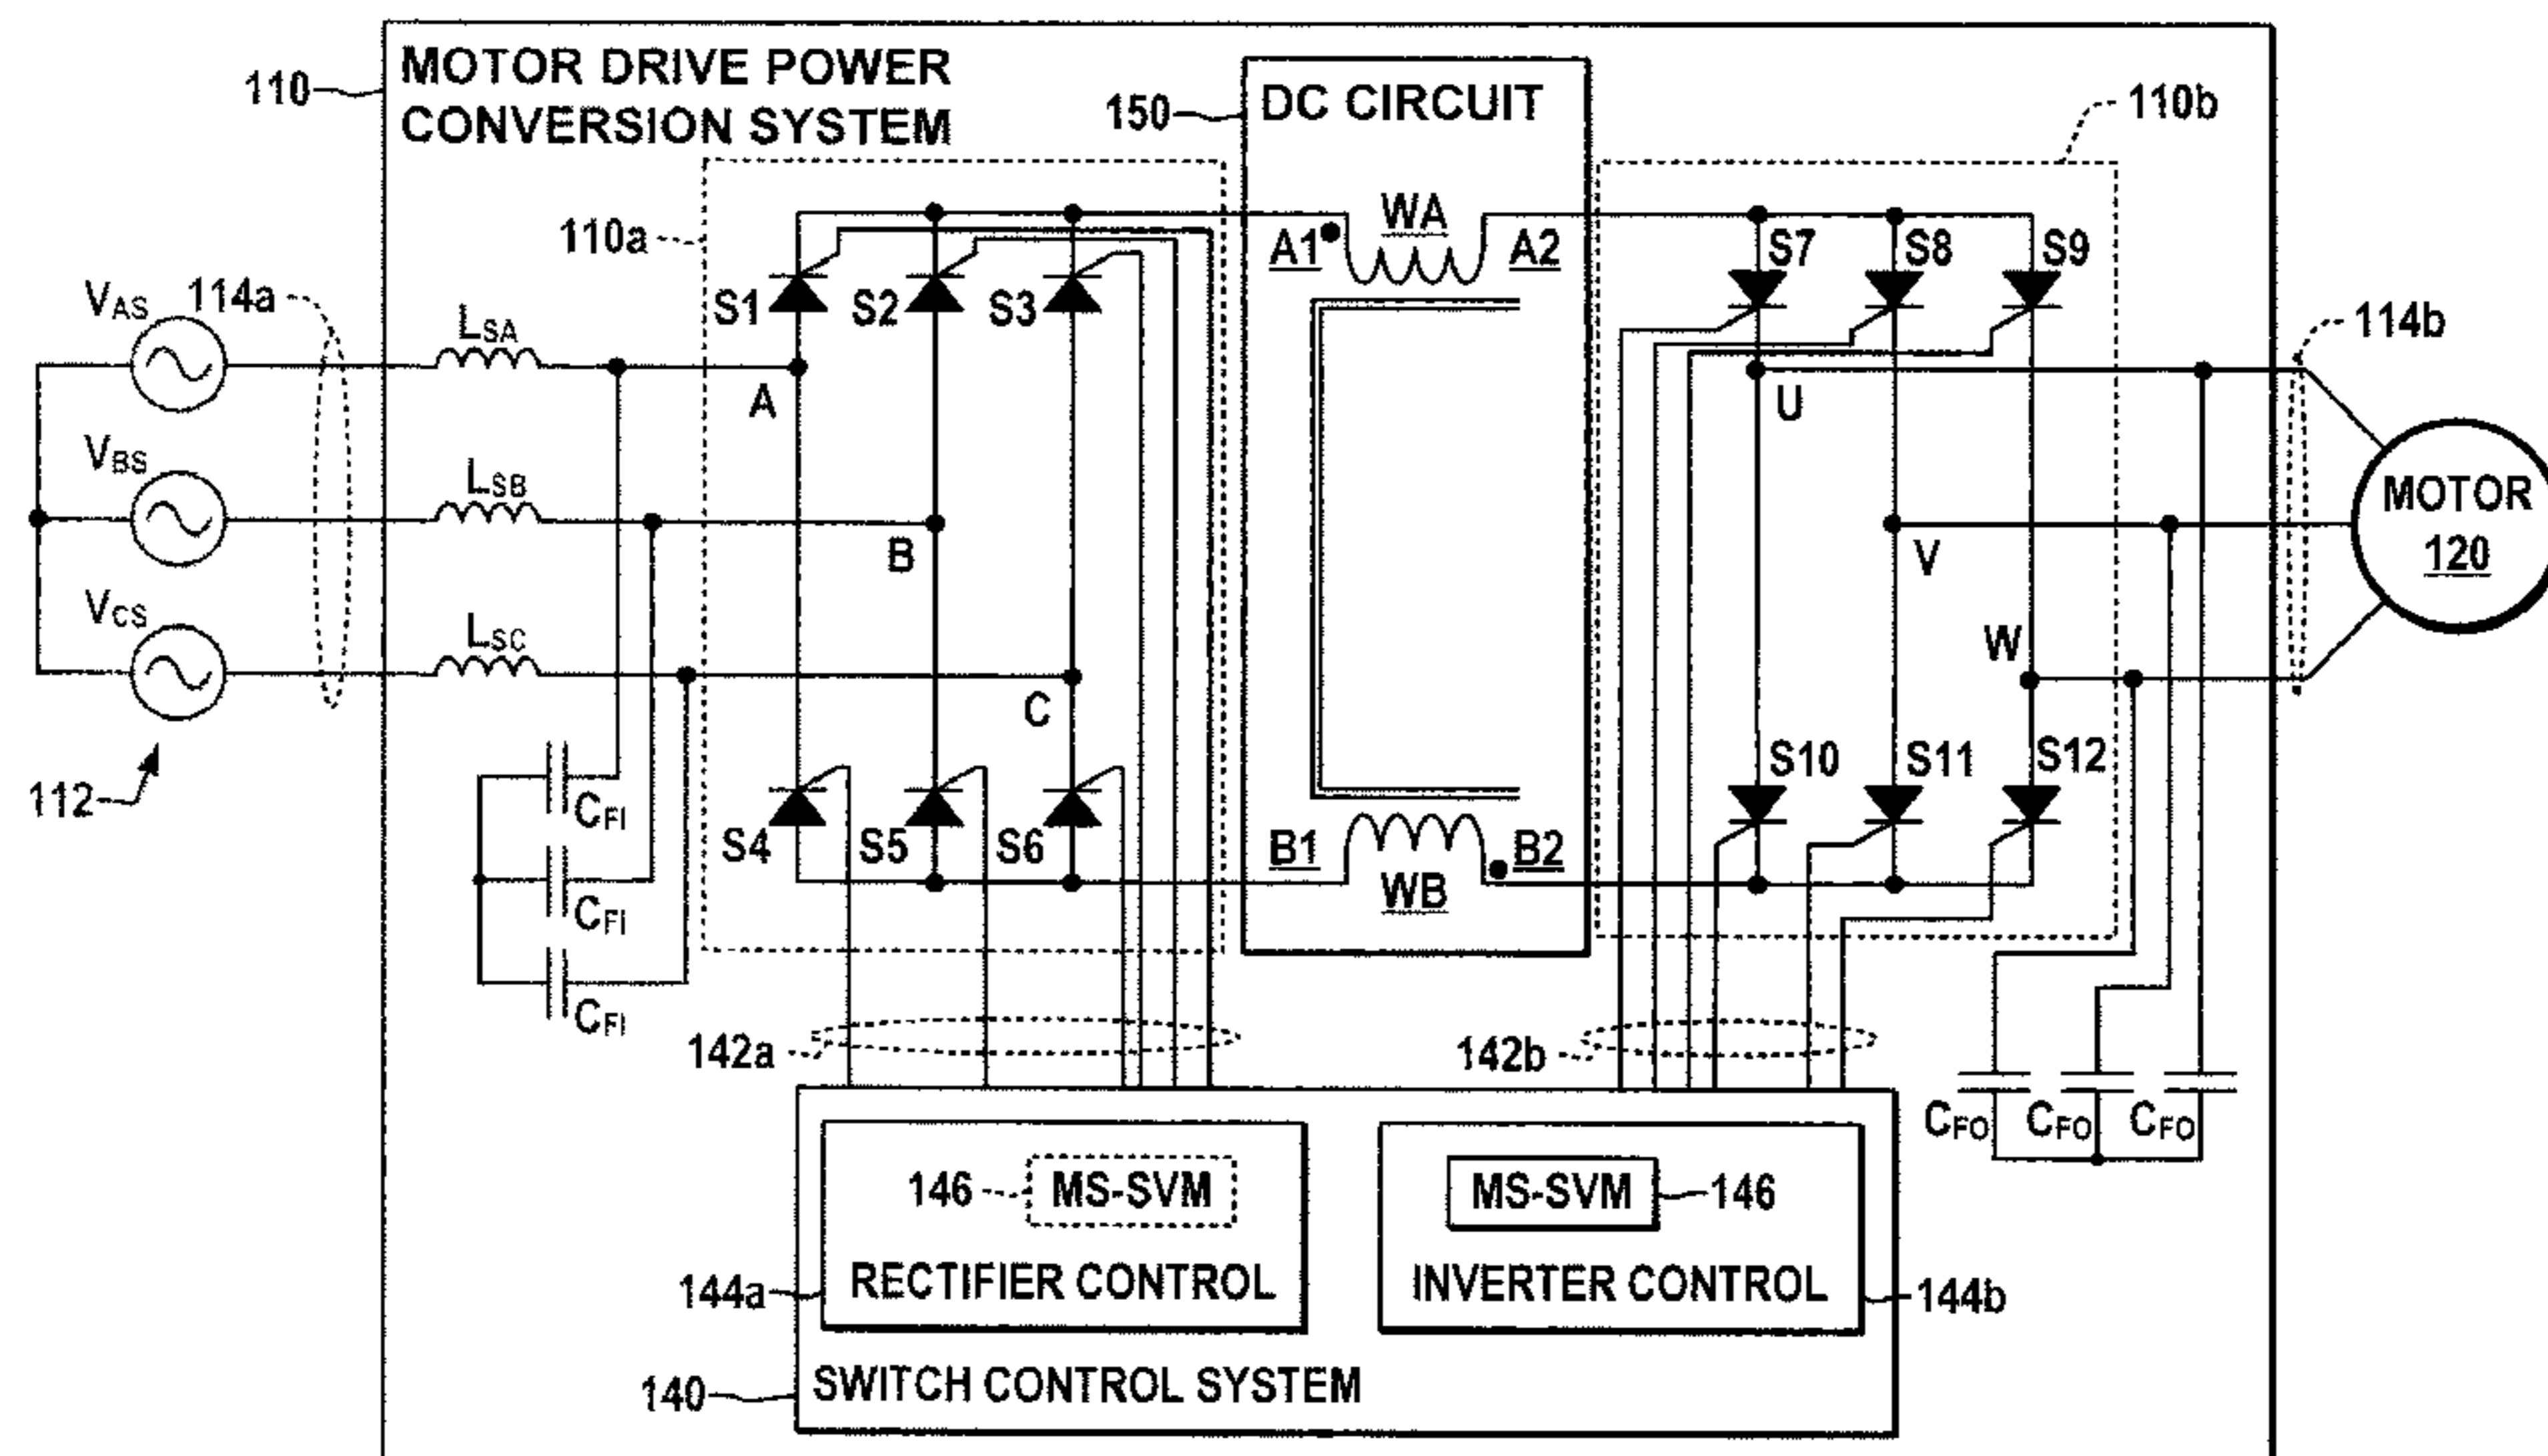 MOTOR DRIVE POWER
CONVERSION SYSTEM
110
150
DC CIRCUIT
110b
110a
WA
A1
A2
S7
S8
S9
VAS
114a
LSA
S1
S2
S3
114b
A
U
VBS
LSB
B
V
MOTOR
120
VCS
LSC
C
W
112
CFI
CFI
CFI
S4
S5
S6
B1
B2
WB
S10
S11
S12
142a
142b
CFO
CFO
CFO
146
MS-SVM
MS-SVM
146
144a
RECTIFIER CONTROL
INVERTER CONTROL
144b
140
SWITCH CONTROL SYSTEM